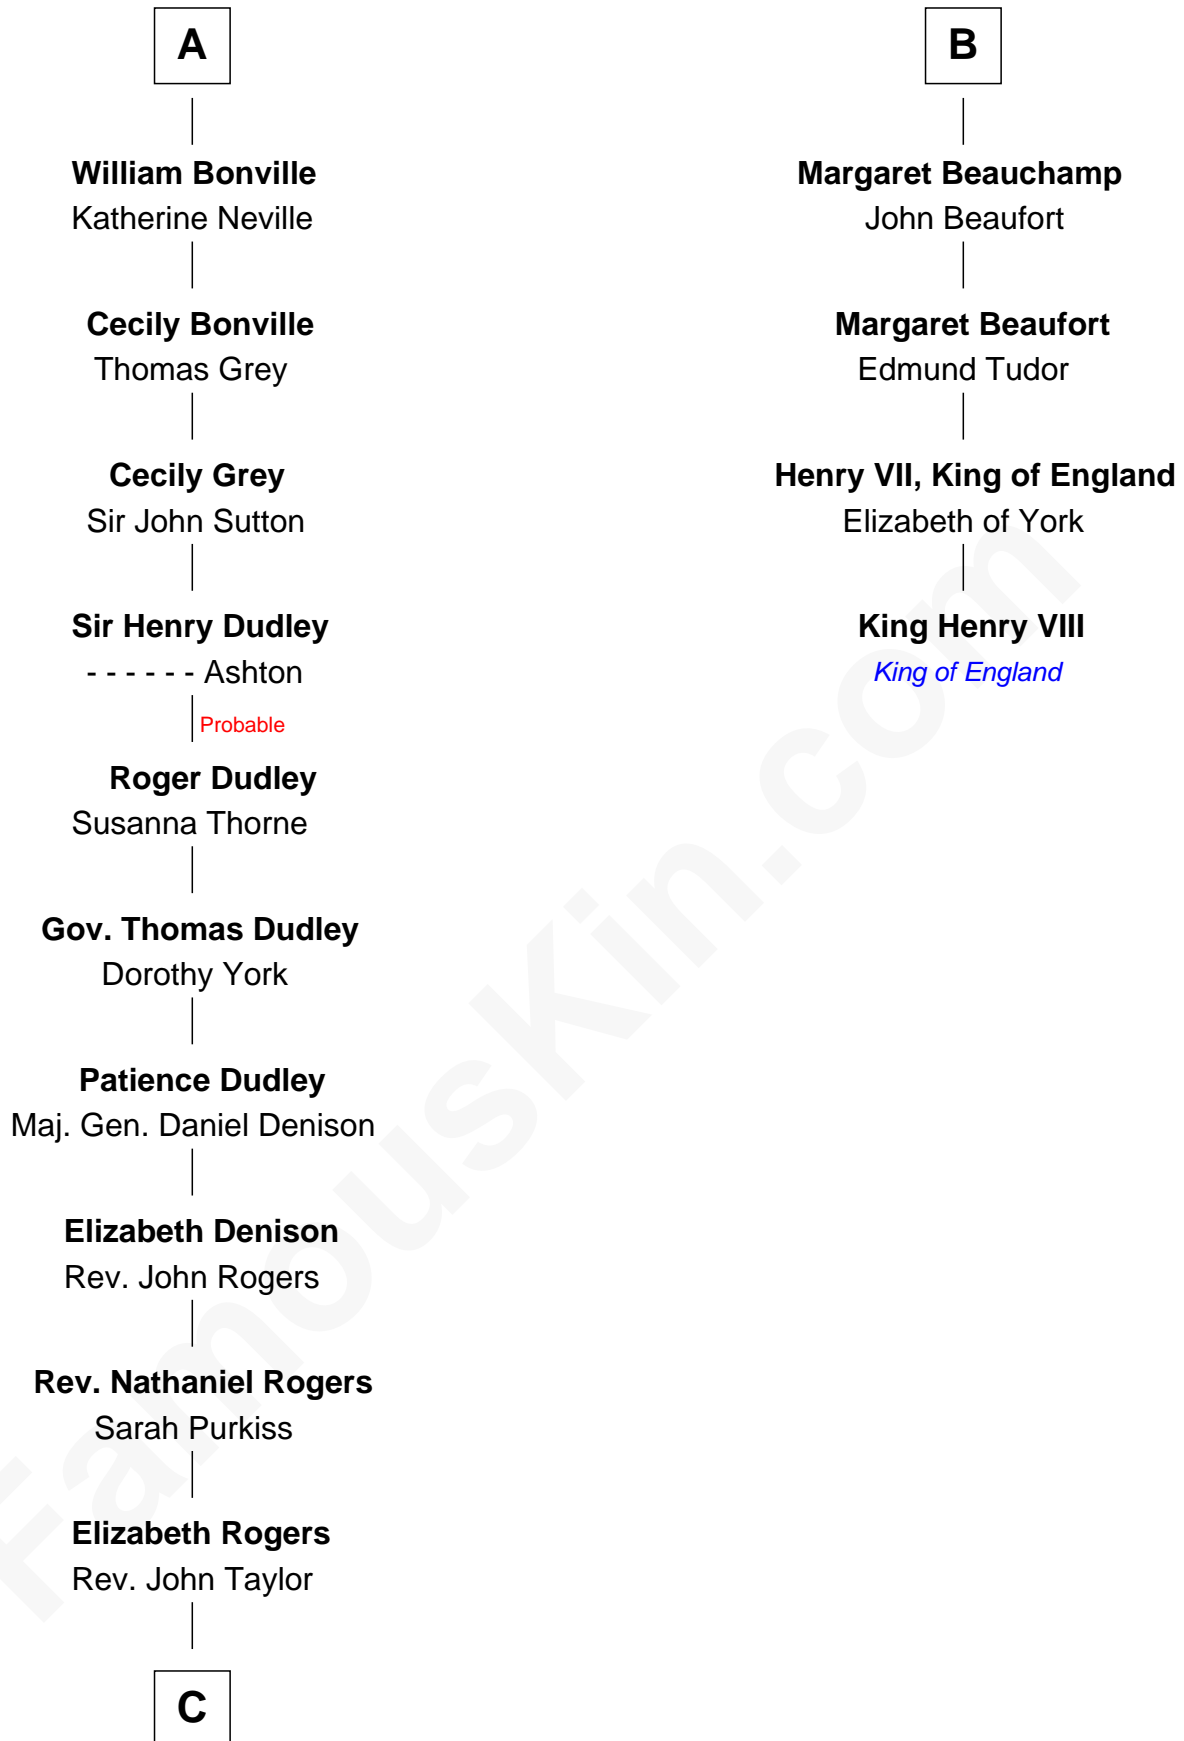 A
William Bonville
Katherine Neville
Cecily Bonville
Thomas Grey
Cecily Grey
Sir John Sutton
Sir Henry Dudley
- - - - - - Ashton
Probable
Roger Dudley
Susanna Thorne
Gov. Thomas Dudley
Dorothy York
Patience Dudley
Maj. Gen. Daniel Denison
Elizabeth Denison
Rev. John Rogers
Rev. Nathaniel Rogers
Sarah Purkiss
Elizabeth Rogers
Rev. John Taylor
C
B
Margaret Beauchamp
John Beaufort
Margaret Beaufort
Edmund Tudor
Henry VII, King of England
Elizabeth of York
King Henry VIII
King of England
FamousKin.com